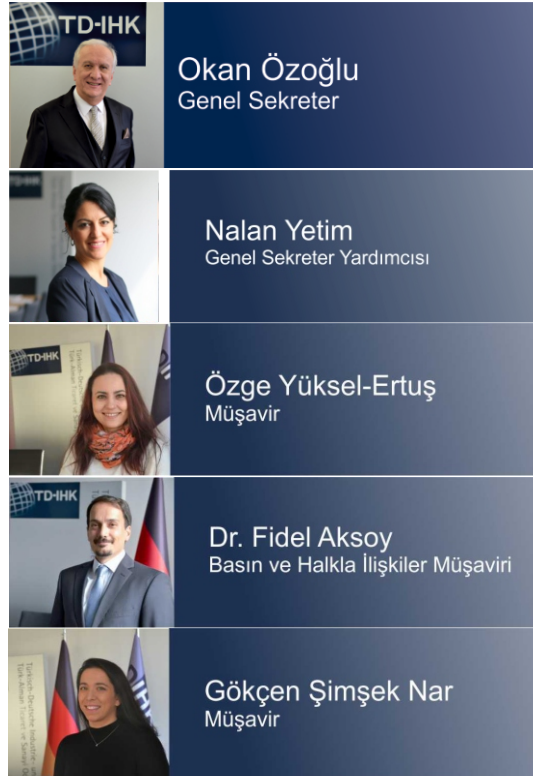 TD-IHK
Okan Özoğlu
Genel Sekreter
Nalan Yetim
Genel Sekreter Yardımcısı
TD-IHK
Özge Yüksel-Ertuş
Müşavir
TD-IHK
Dr. Fidel Aksoy
Basın ve Halkla İlişkiler Müşaviri
Gökçen Şimşek Nar
Müşavir